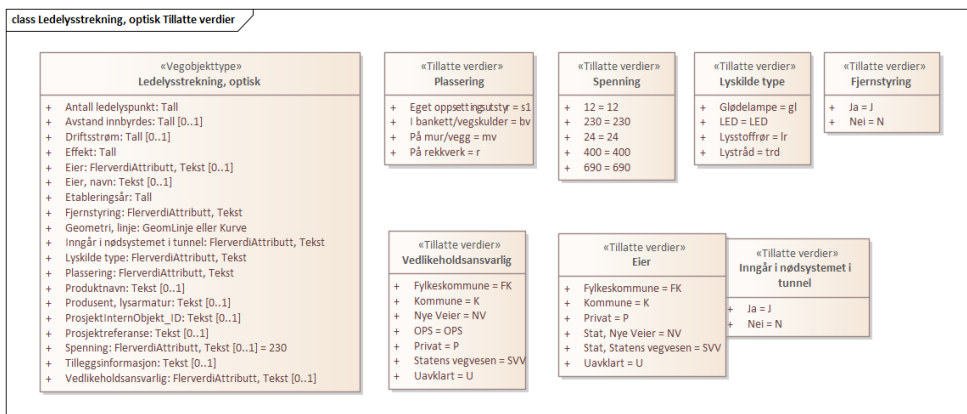 class Ledelysstrekning, optisk Tillatte verdier
«Vegobjekttype»
Ledelysstrekning, optisk
+ Antall ledelyspunkt: Tall
+ Avstand innbyrdes: Tall [0..1]
+ Driftsstrøm: Tall [0..1]
+ Effekt: Tall
+ Eier: FlerverdiAttributt, Tekst [0..1]
+ Eier, navn: Tekst [0..1]
+ Etableringsår: Tall
+ Fjernstyring: FlerverdiAttributt, Tekst
+ Geometri, linje: GeomLinje eller Kurve
+ Inngår i nødsystemet i tunnel: FlerverdiAttributt, Tekst
+ Lyskilde type: FlerverdiAttributt, Tekst
+ Plassering: FlerverdiAttributt, Tekst
+ Produktnavn: Tekst [0..1]
+ Produsent, lysarmatur: Tekst [0..1]
+ ProsjektInternObjekt_ID: Tekst [0..1]
+ Prosjektreferanse: Tekst [0..1]
+ Spenning: FlerverdiAttributt, Tekst [0..1] = 230
+ Tilleggsinformasjon: Tekst [0..1]
+ Vedlikeholdsansvarlig: FlerverdiAttributt, Tekst [0..1]
«Tillatte verdier»
Plassering
+ Eget oppsettingsutstyr = s1
+ I bankett/vegskulder = bv
+ På mur/vegg = mv
+ På rekkverk = r
«Tillatte verdier»
Spenning
+ 12 = 12
+ 230 = 230
+ 24 = 24
+ 400 = 400
+ 690 = 690
«Tillatte verdier»
Lyskilde type
+ Glødelampe = gl
+ LED = LED
+ Lysstoffrør = lr
+ Lystråd = trd
«Tillatte verdier»
Fjernstyring
+ Ja = J
+ Nei = N
«Tillatte verdier»
Vedlikeholdsansvarlig
+ Fylkeskommune = FK
+ Kommune = K
+ Nye Veier = NV
+ OPS = OPS
+ Privat = P
+ Statens vegvesen = SVV
+ Uavklart = U
«Tillatte verdier»
Eier
+ Fylkeskommune = FK
+ Kommune = K
+ Privat = P
+ Stat, Nye Veier = NV
+ Stat, Statens vegvesen = SVV
+ Uavklart = U
«Tillatte verdier»
Inngår i nødsystemet i
tunnel
+ Ja = J
+ Nei = N